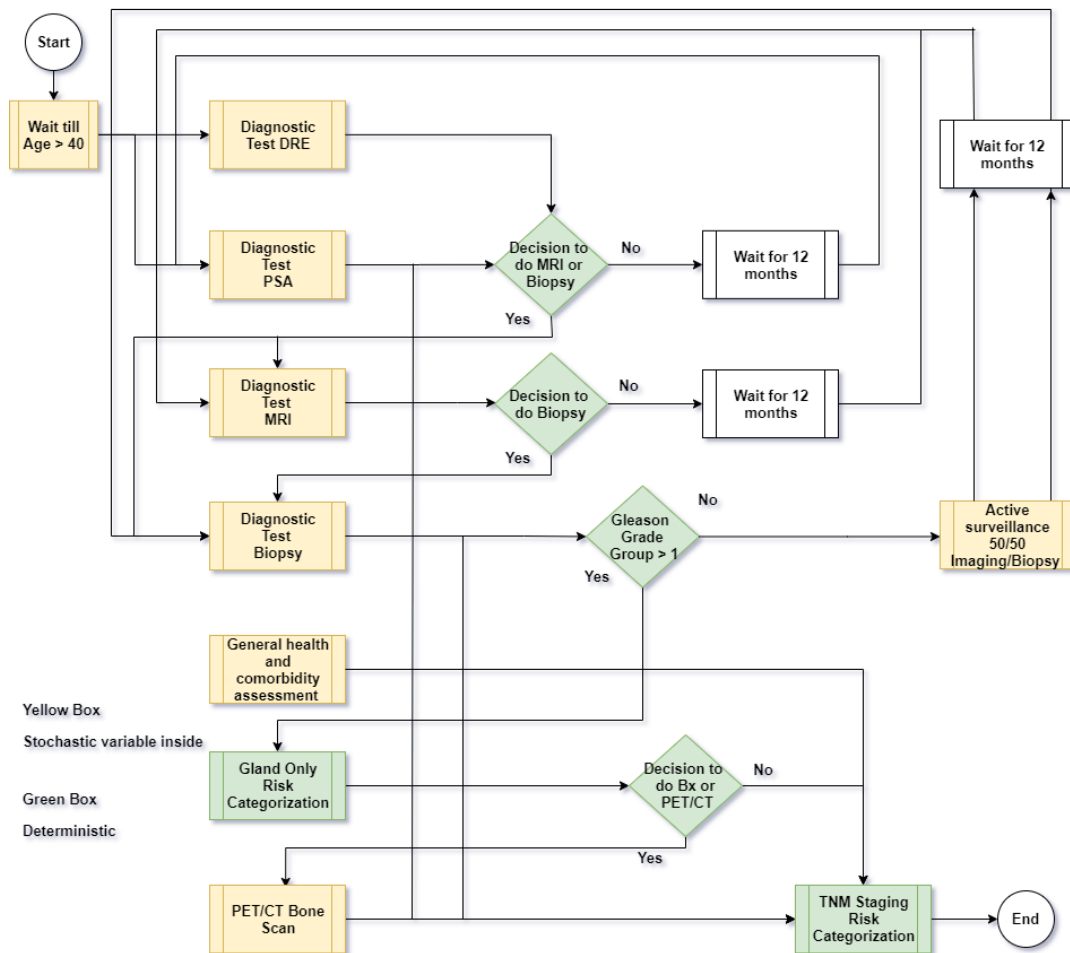 Start
Wait till
Age > 40
Diagnostic
Test DRE
Wait for 12
months
Diagnostic
Test
PSA
Decision to
do MRI or
Biopsy
No
Wait for 12
months
Yes
Diagnostic
Test
MRI
Decision to
do Biopsy
No
Wait for 12
months
Yes
Diagnostic
Test
Biopsy
Gleason
Grade
Group > 1
No
Active
surveillance
50/50
Imaging/Biopsy
Yes
General health
and
comorbidity
assessment
Yellow Box
Stochastic variable inside
Green Box
Deterministic
Gland Only
Risk
Categorization
Decision to
do Bx or
PET/CT
No
Yes
PET/CT Bone
Scan
TNM Staging
Risk
Categorization
End